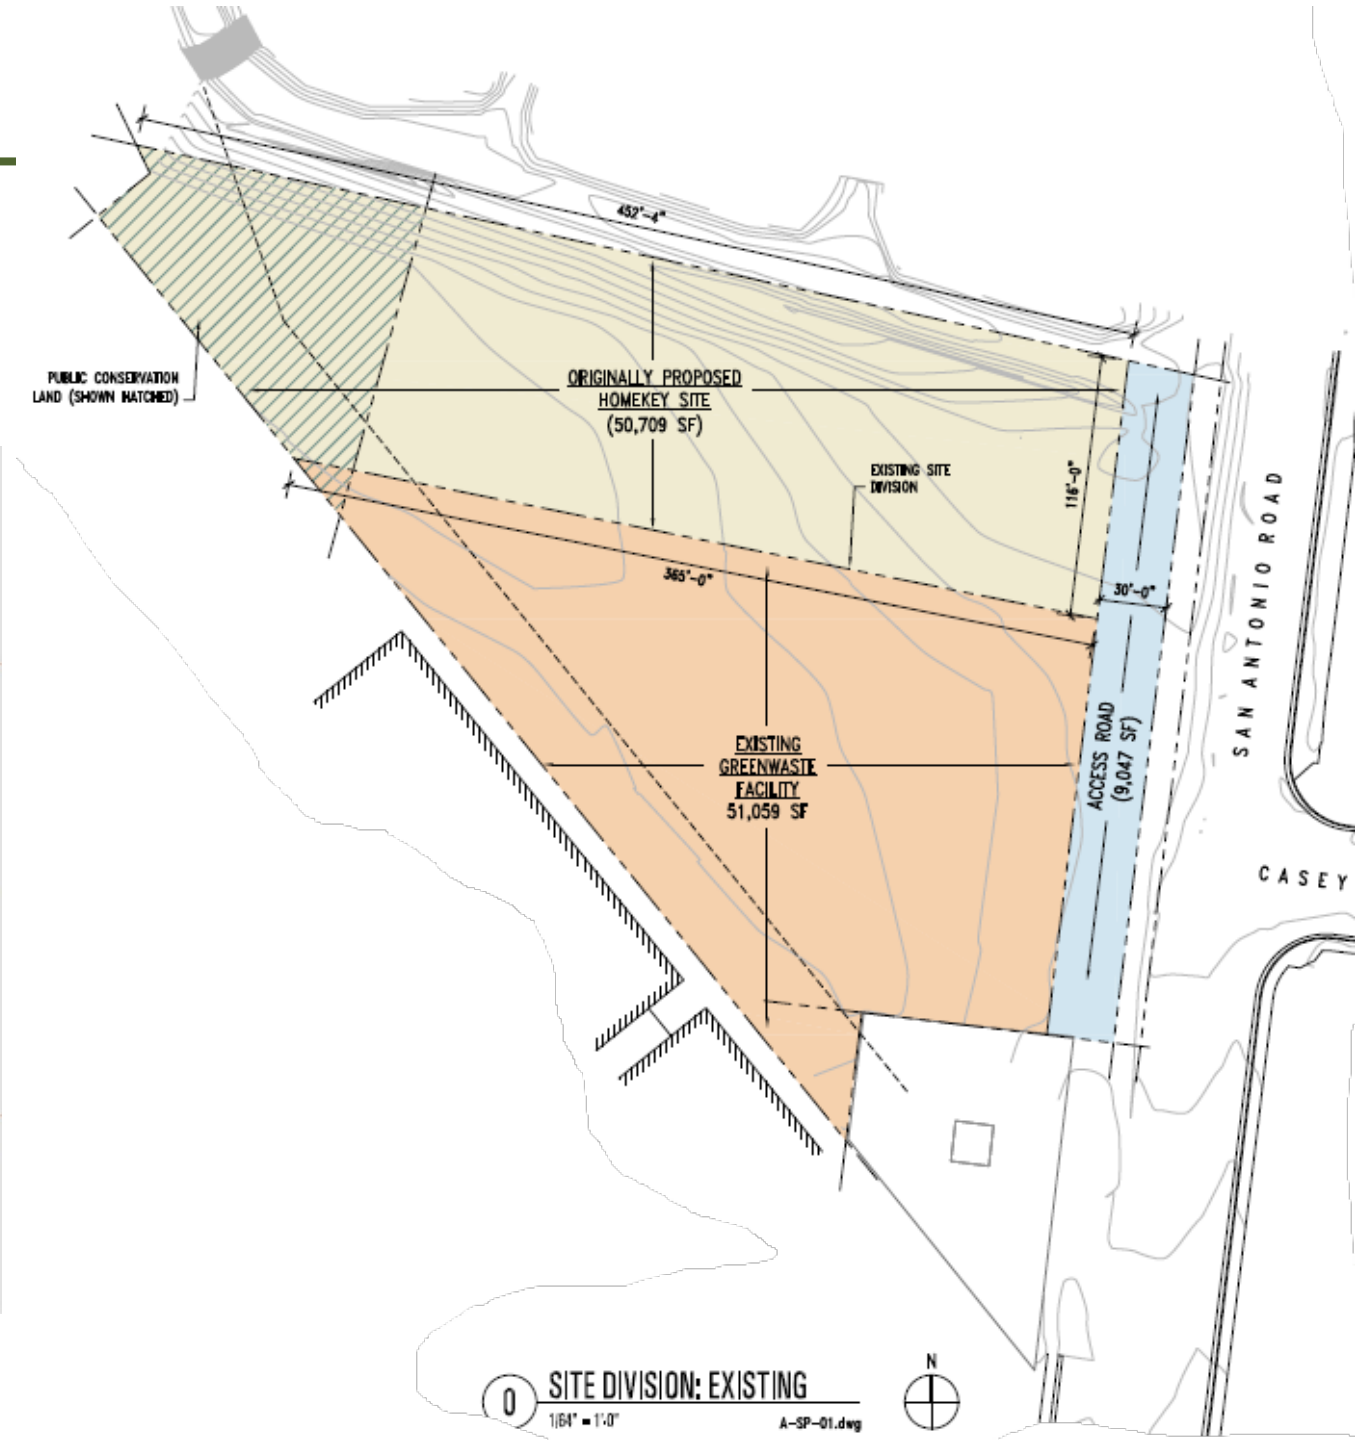 452'-4"
PUBLIC CONSERVATION
LAND (SHOWN HATCHED)
ORIGINALLY PROPOSED
HOMEKEY SITE
(50,709 SF)
EXISTING SITE
DIVISION
116'-0"
365'-0"
30'-0"
SAN ANTONIO ROAD
ACCESS ROAD
(9,047 SF)
EXISTING
GREENWASTE
FACILITY
51,059 SF
CASEY
0
SITE DIVISION: EXISTING
1/64" = 1'-0"
A-SP-01.dwg
N